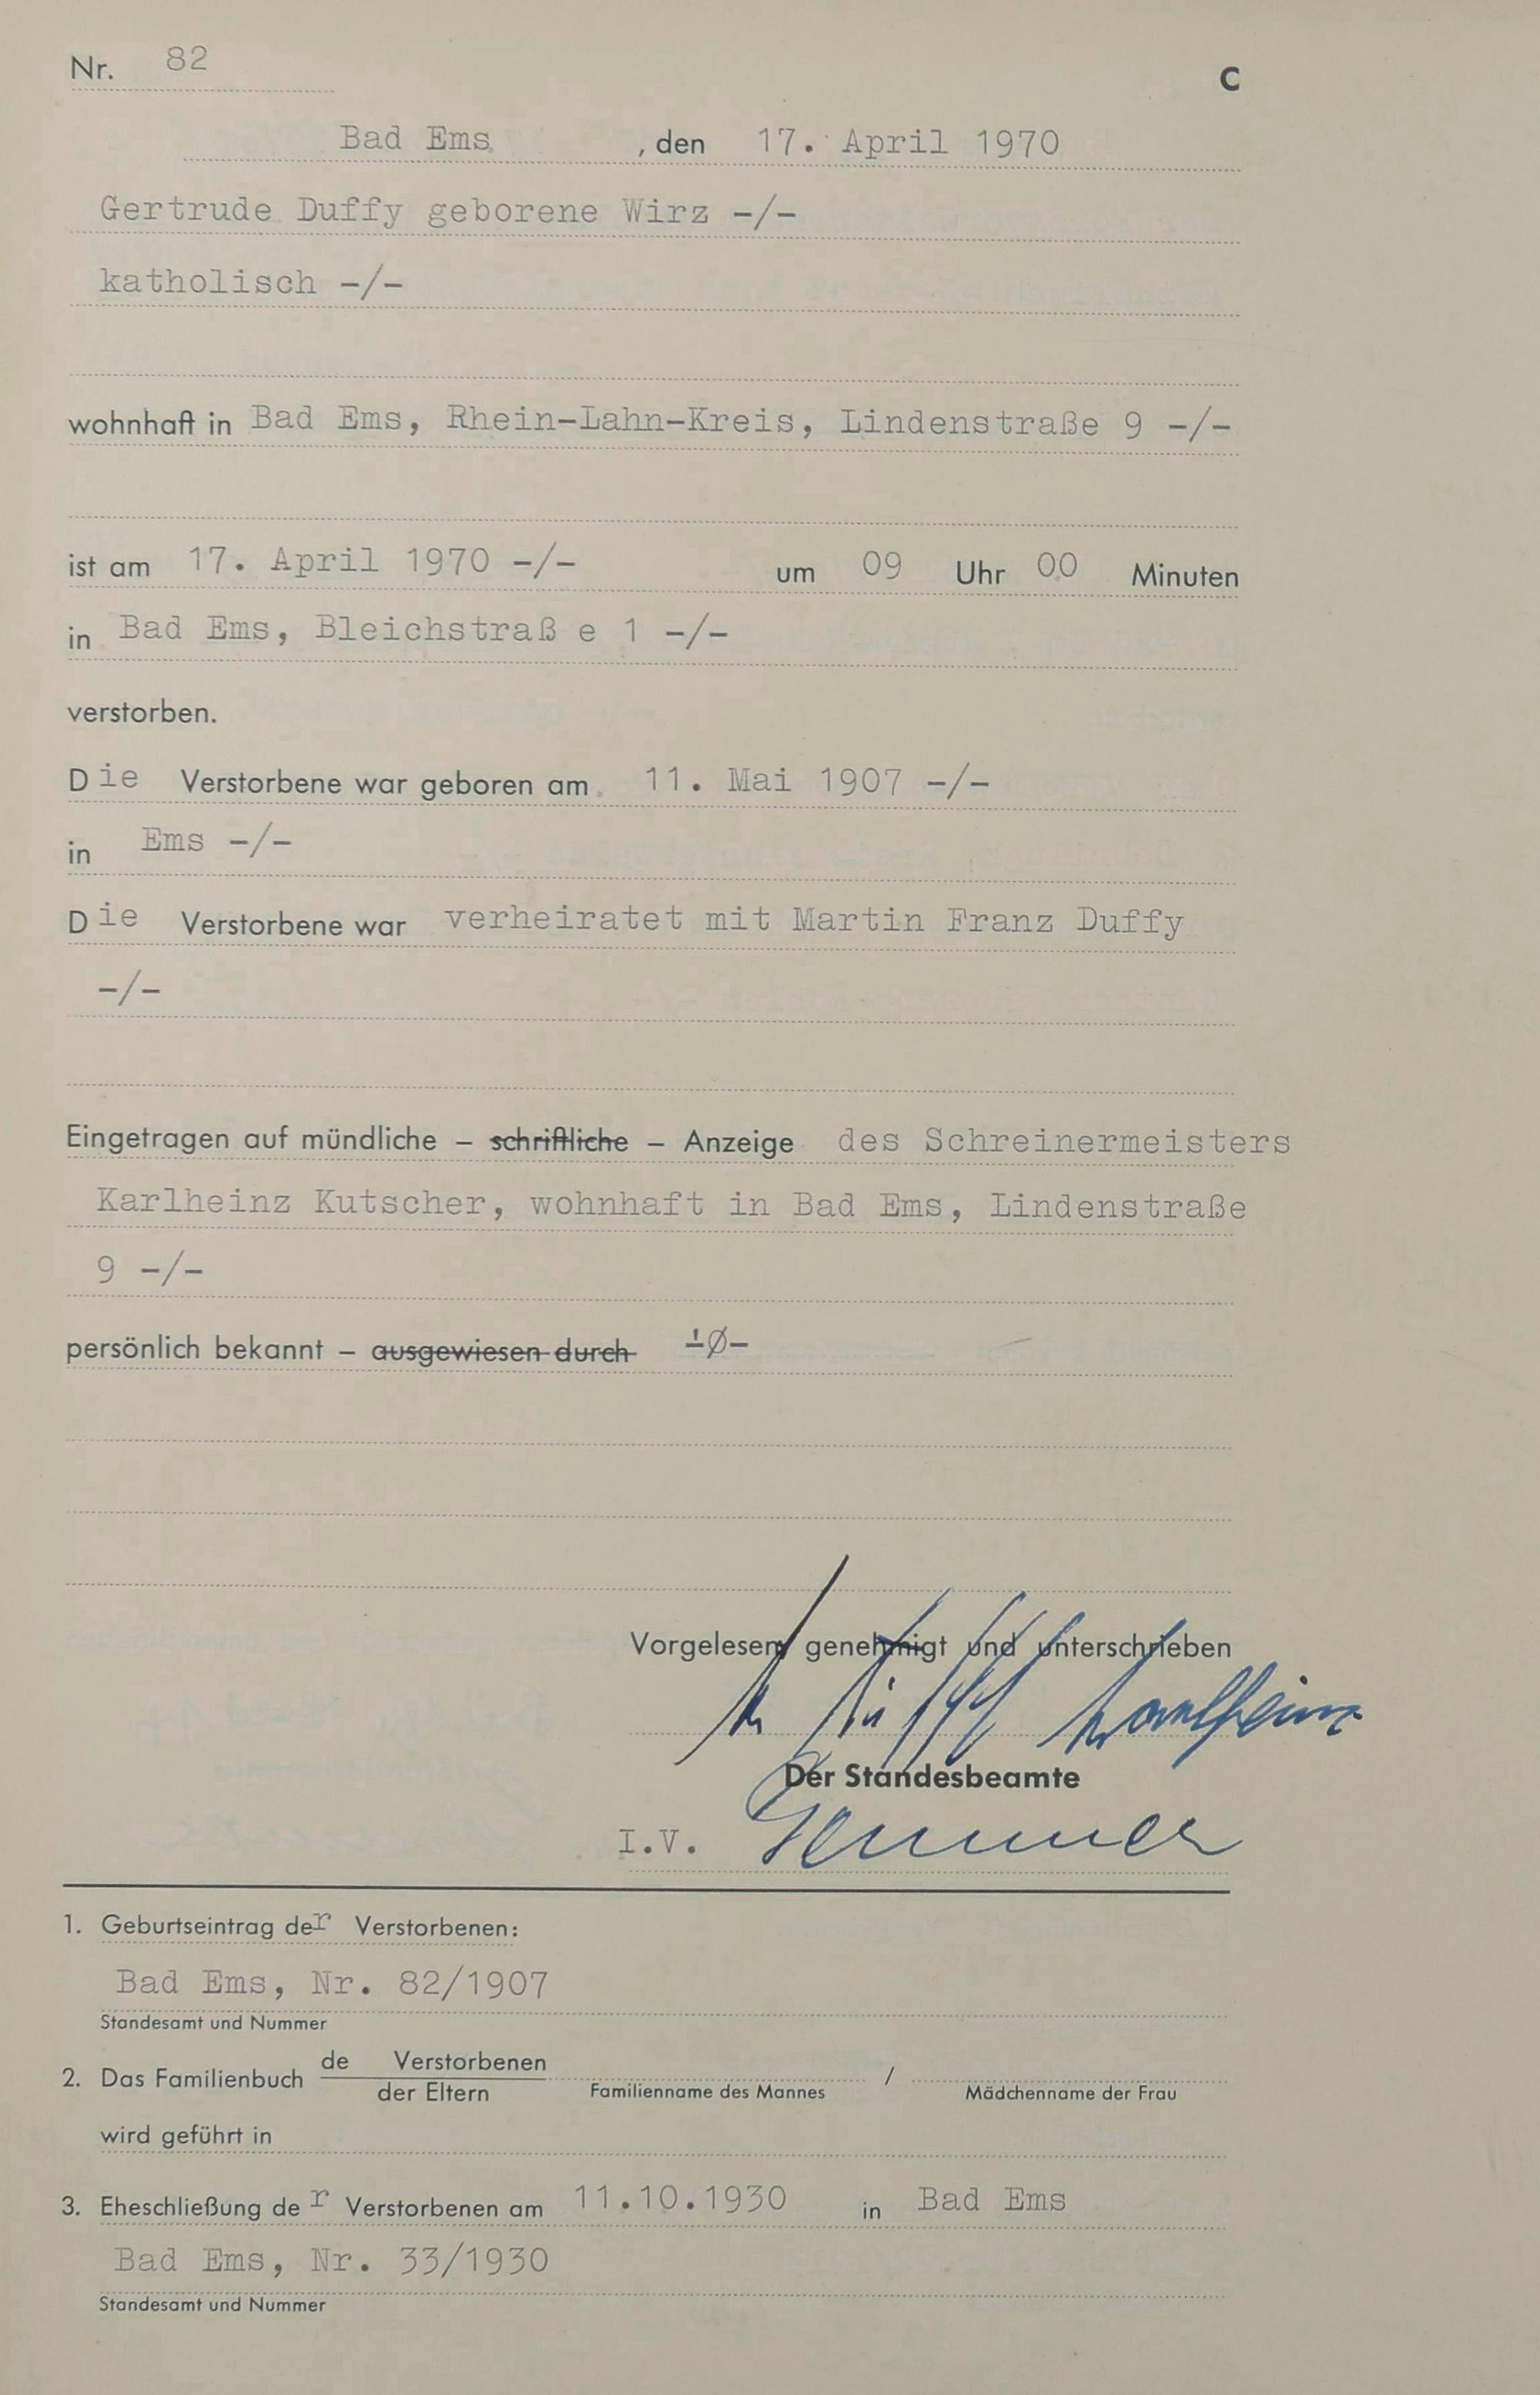 Nr. 82
C
Bad Ems , den 17. April 1970
Gertrude Duffy geborene Wirz -/-
katholisch -/-
wohnhaft in Bad Ems, Rhein-Lahn-Kreis, Lindenstraße 9 -/-
ist am 17. April 1970 -/- um 09 Uhr 00 Minuten
in Bad Ems, Bleichstraß e 1 -/-
verstorben.
Die Verstorbene war geboren am 11. Mai 1907 -/-
in Ems -/-
Die Verstorbene war verheiratet mit Martin Franz Duffy
-/-
Eingetragen auf mündliche – schriftliche – Anzeige des Schreinermeisters
Karlheinz Kutscher, wohnhaft in Bad Ems, Lindenstraße
9 -/-
persönlich bekannt – ausgewiesen durch
Vorgelesen, genehmigt und unterschrieben
Karlheinz
Der Standesbeamte
I.V.
1. Geburtseintrag der Verstorbenen:
Bad Ems, Nr. 82/1907
Standesamt und Nummer
2. Das Familienbuch de Verstorbenen /
der Eltern Familienname des Mannes Mädchenname der Frau
wird geführt in
3. Eheschließung der Verstorbenen am 11.10.1930 in Bad Ems
Bad Ems, Nr. 33/1930
Standesamt und Nummer